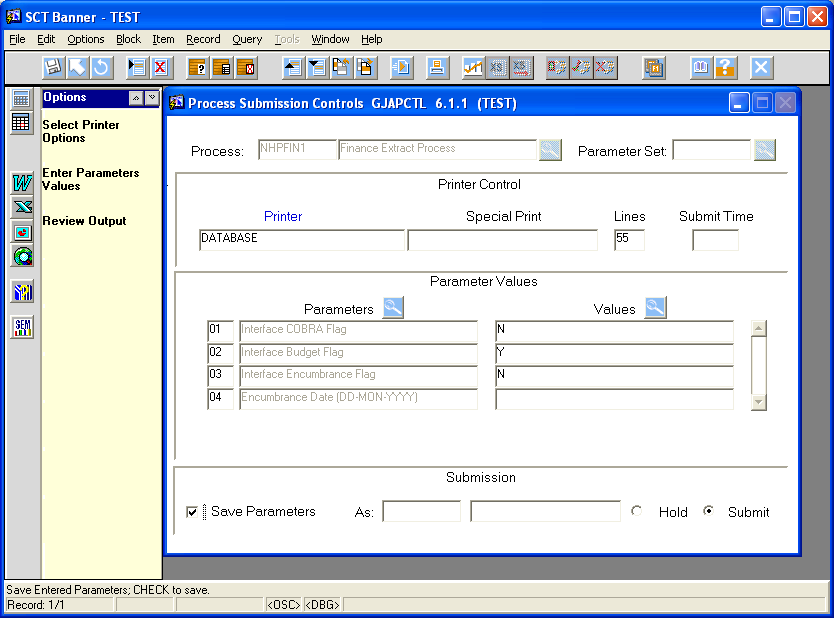 SCT Banner - TEST
File Edit Options Block Item Record Query Tools Window Help
Options
Select Printer
Options
Enter Parameters
Values
Review Output
SEM
Process Submission Controls GJAPCTL 6.1.1 (TEST)
Process: NHPFIN1 Finance Extract Process Parameter Set:
Printer Control
Printer Special Print Lines Submit Time
DATABASE 55
Parameter Values
Parameters Values
01 Interface COBRA Flag N
02 Interface Budget Flag Y
03 Interface Encumbrance Flag N
04 Encumbrance Date (DD-MON-YYYY)
Submission
Save Parameters As: Hold Submit
Save Entered Parameters; CHECK to save.
Record: 1/1 <OSC> <DBG>